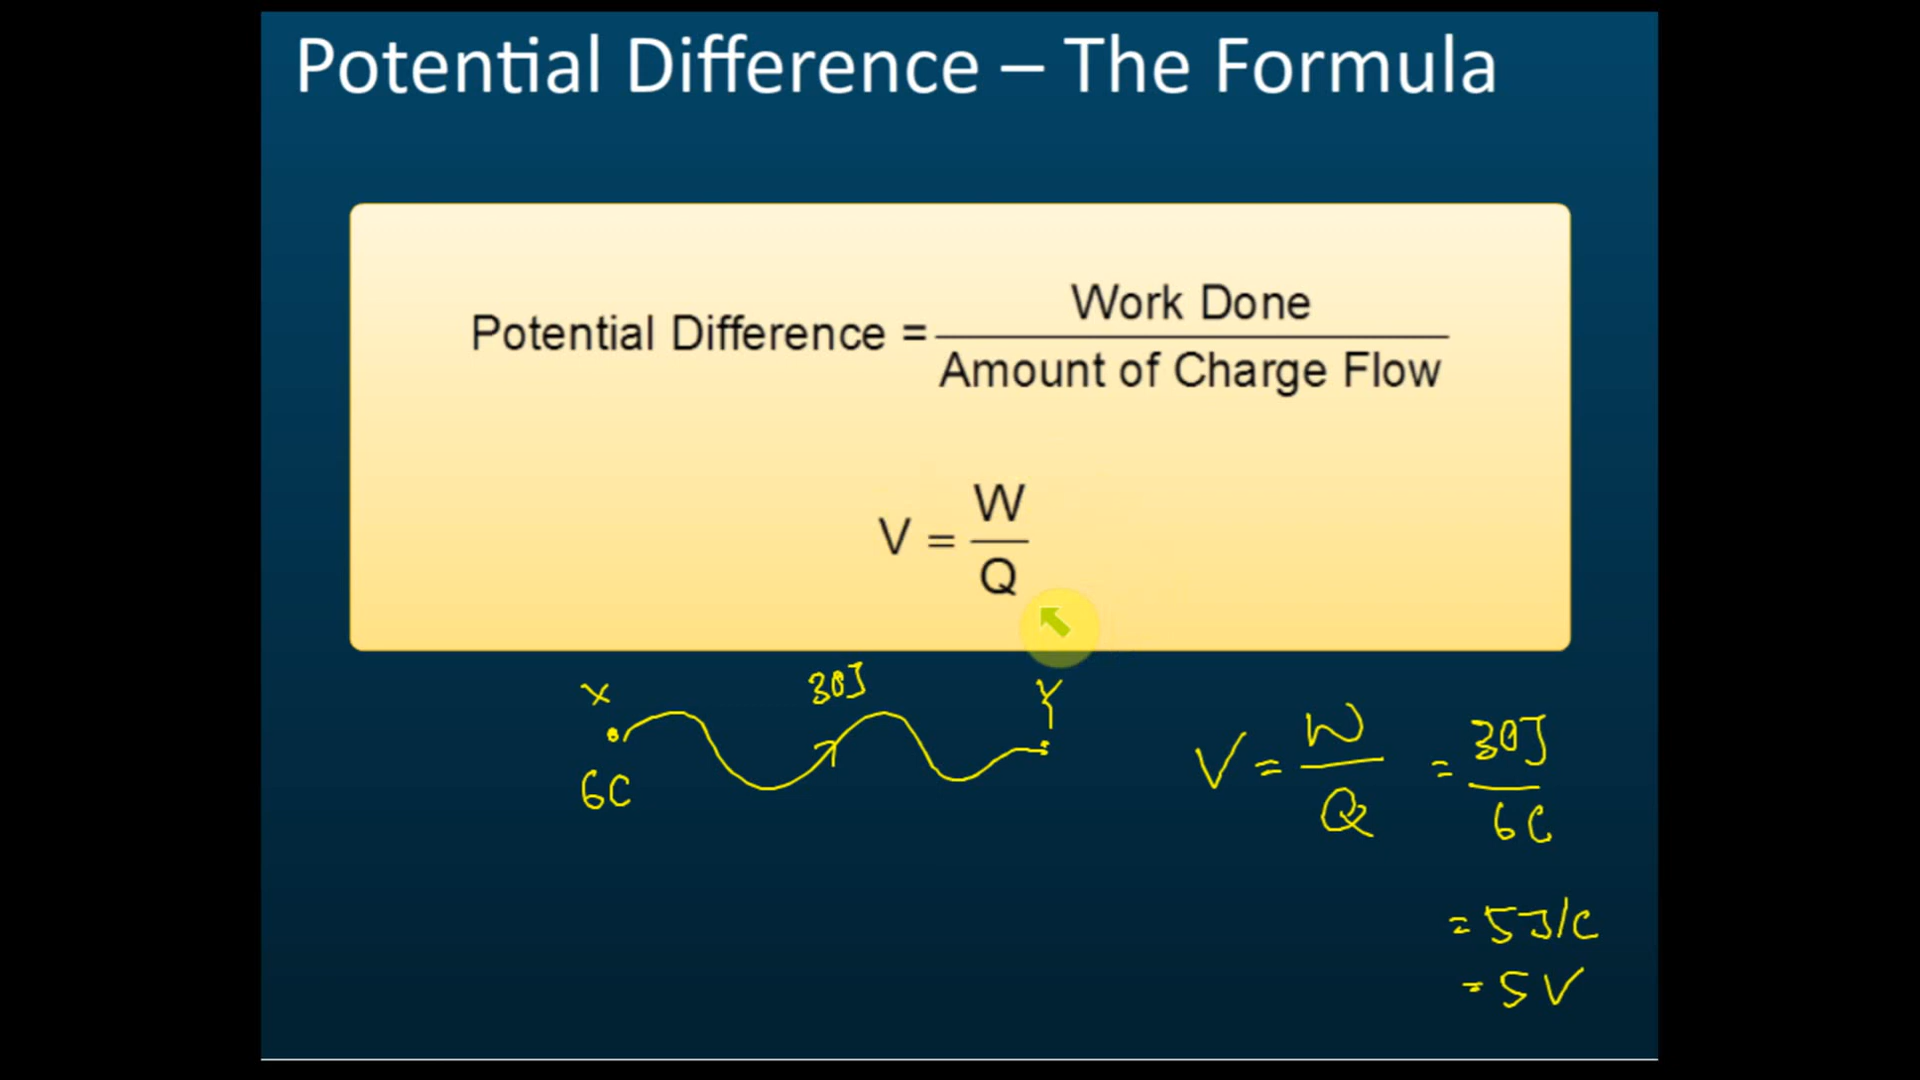 Potential Difference – The Formula
Potential Difference = Work Done / Amount of Charge Flow
V = W / Q
X 30J Y
6C
V = W / Q = 30J / 6C
= 5J/C
= 5V